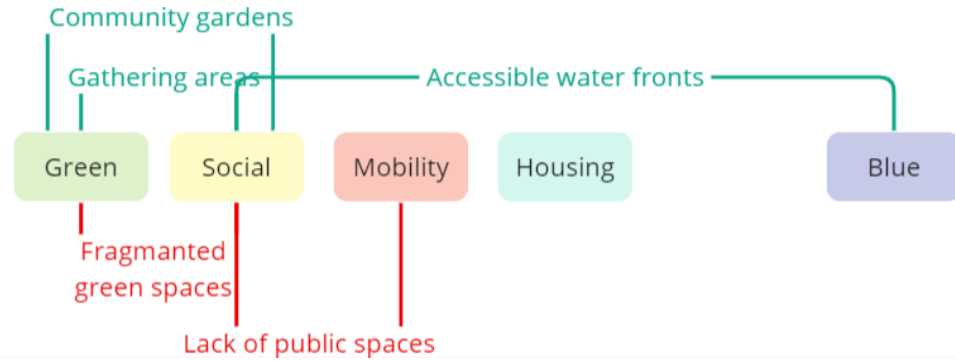 Community gardens
Gathering areas
Accessible water fronts
Green
Social
Mobility
Housing
Blue
Fragmanted
green spaces
Lack of public spaces